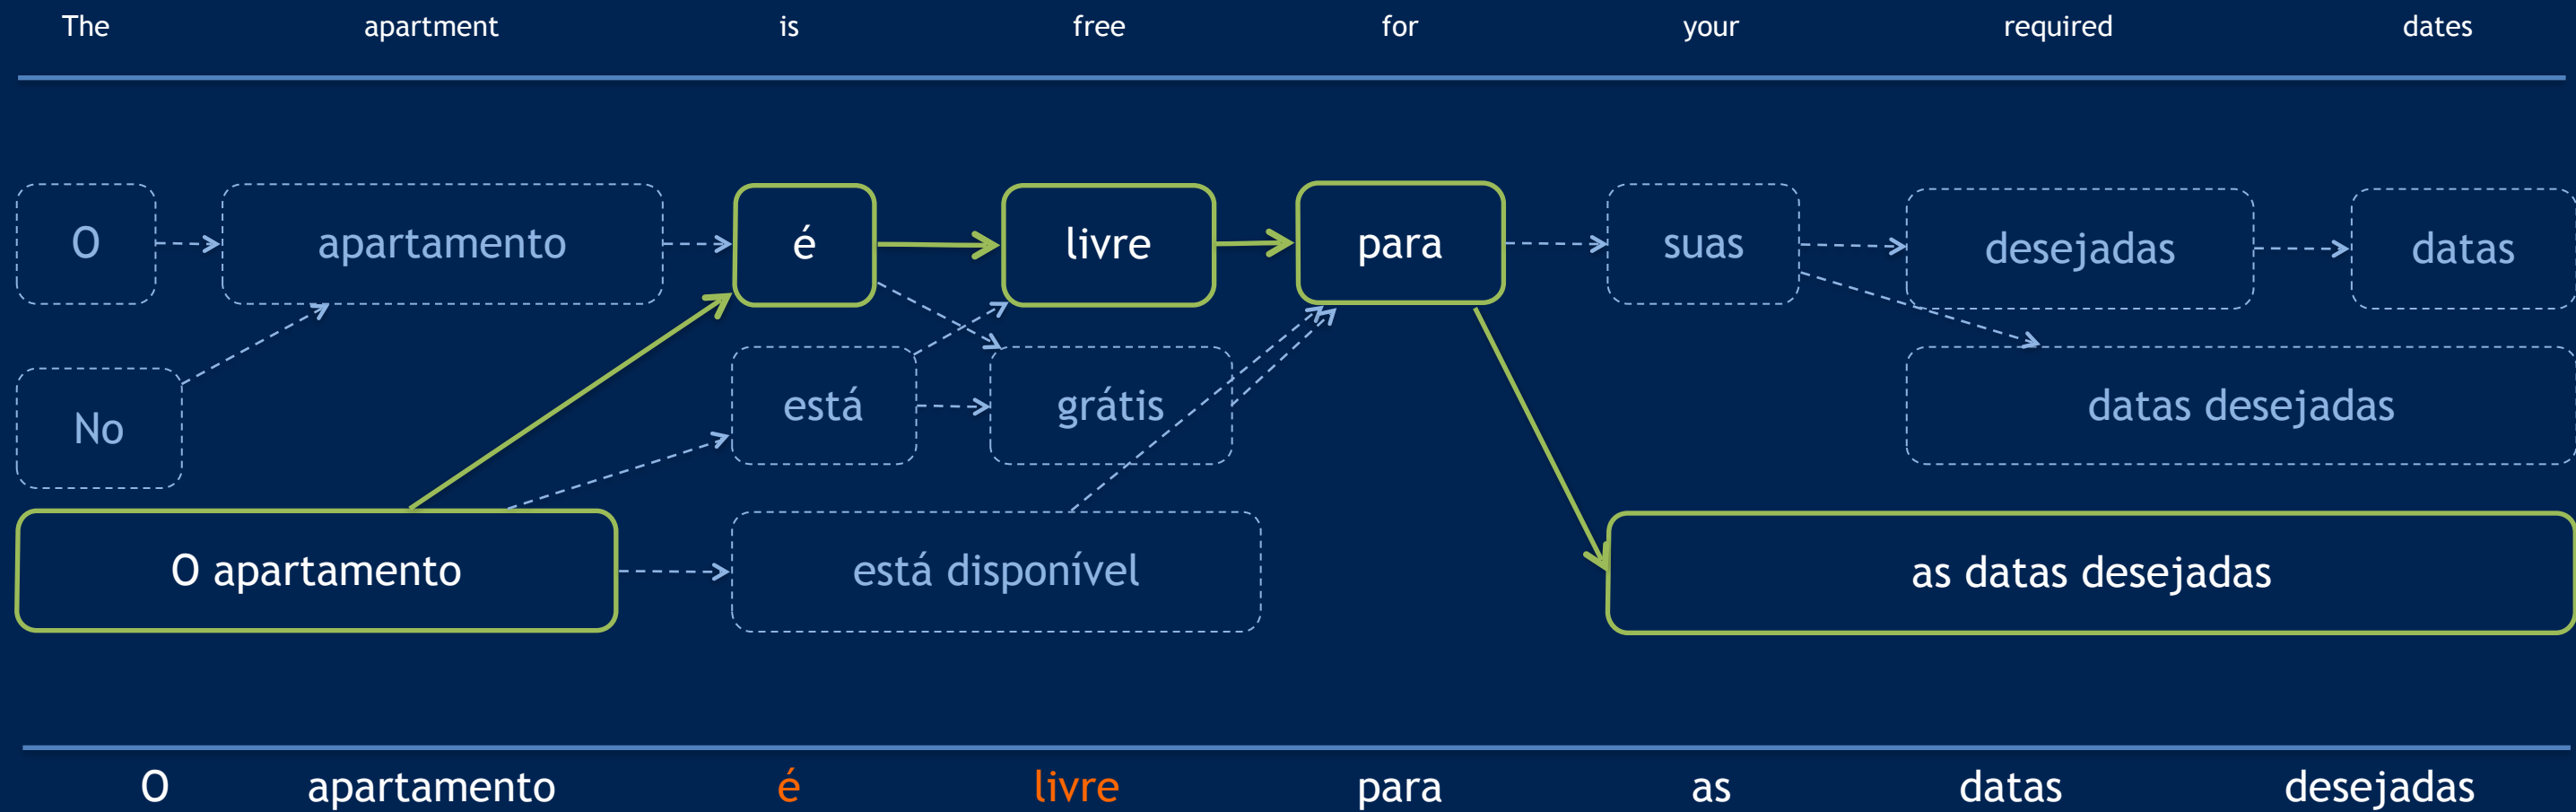 The apartment is free for your required dates
O apartamento é livre para suas desejadas datas
No está grátis datas desejadas
O apartamento está disponível as datas desejadas
O apartamento é livre para as datas desejadas